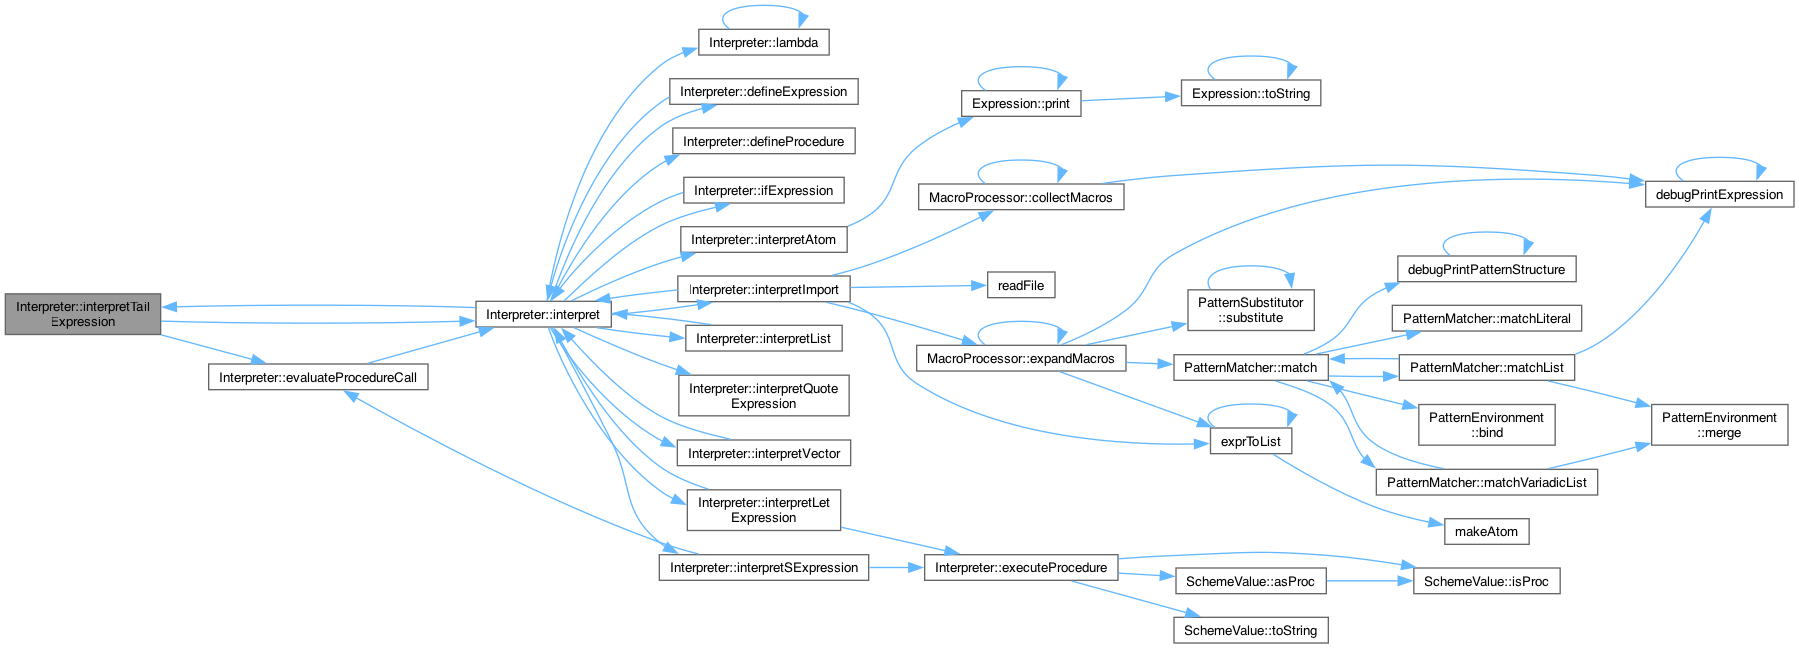 Interpreter::interpretTail
Expression
Interpreter::evaluateProcedureCall
Interpreter::interpret
Interpreter::lambda
Interpreter::defineExpression
Interpreter::defineProcedure
Interpreter::ifExpression
Interpreter::interpretAtom
Interpreter::interpretImport
Interpreter::interpretList
Interpreter::interpretQuote
Expression
Interpreter::interpretVector
Interpreter::interpretLet
Expression
Interpreter::interpretSExpression
Expression::print
MacroProcessor::collectMacros
readFile
MacroProcessor::expandMacros
Interpreter::executeProcedure
Expression::toString
PatternSubstitutor
::substitute
PatternMatcher::match
exprToList
SchemeValue::asProc
SchemeValue::toString
debugPrintPatternStructure
PatternMatcher::matchLiteral
PatternMatcher::matchList
PatternEnvironment
::bind
PatternMatcher::matchVariadicList
makeAtom
SchemeValue::isProc
debugPrintExpression
PatternEnvironment
::merge